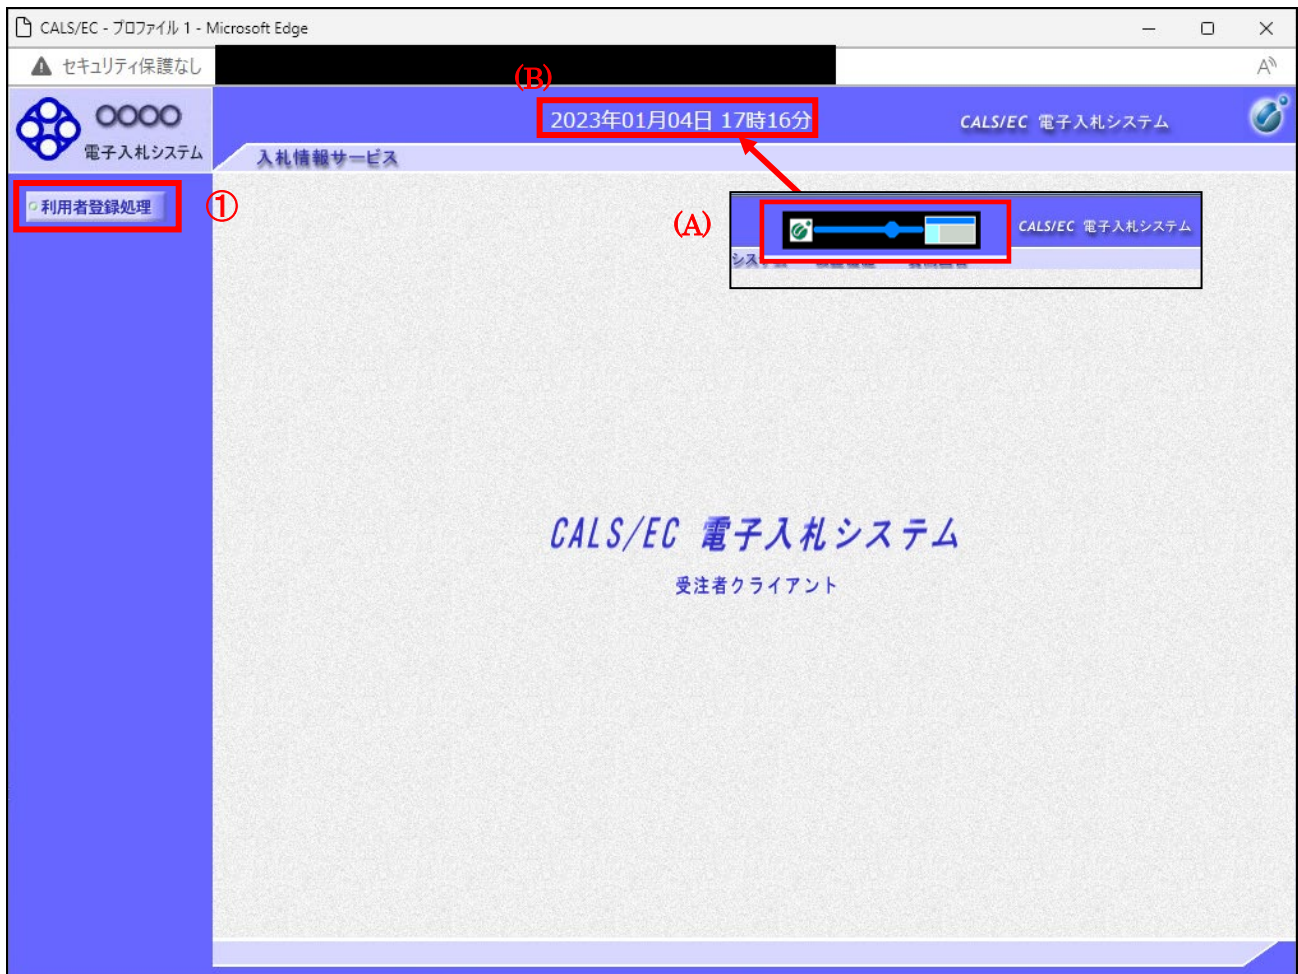 CALS/EC - プロファイル 1 - Microsoft Edge
セキュリティ保護なし
(B)
〇〇〇〇
電子入札システム
2023年01月04日 17時16分
CALS/EC 電子入札システム
入札情報サービス
利用者登録処理
①
(A)
CALS/EC 電子入札システム
CALS/EC 電子入札システム
受注者クライアント